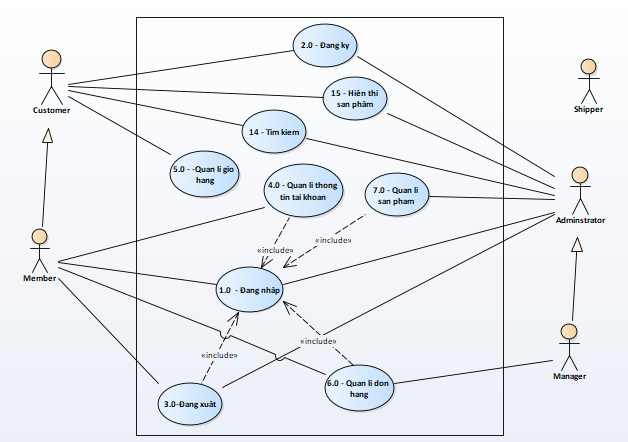 2.0 - Đang ky
Customer
15 - Hiên thi
san phâm
Shipper
14 - Tim kiem
5.0 - -Quan li gio
hang
4.0 - Quan li thong
tin tai khoan
7.0 - Quan li
san pham
Adminstrator
«include»
«include»
Member
1.0 - Đang nhâp
«include»
«include»
Manager
6.0 - Quan li don
hang
3.0-Đang xuât